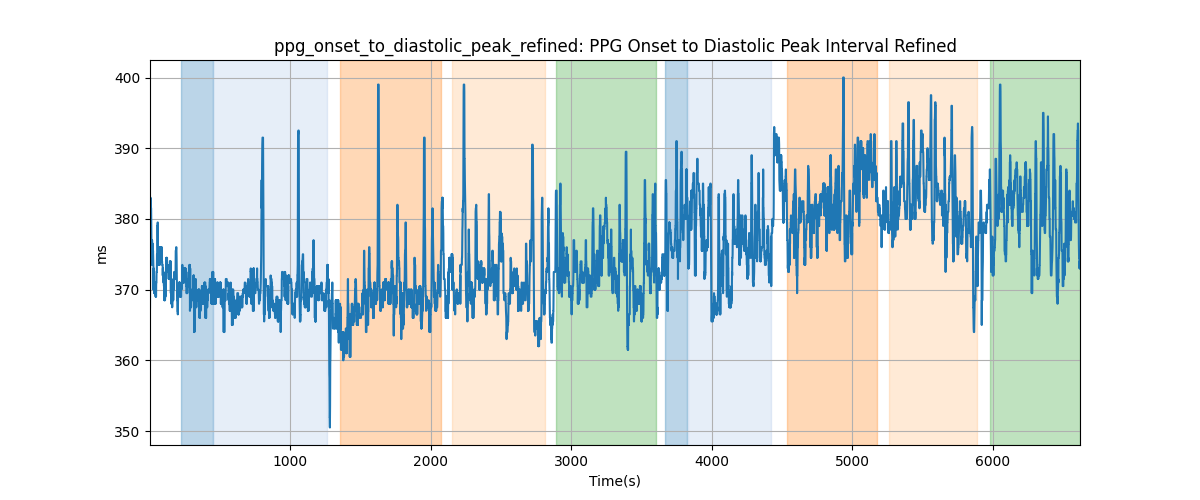 ppg_onset_to_diastolic_peak_refined: PPG Onset to Diastolic Peak Interval Refined
400
390
380
370
360
350
ms
1000 2000 3000 4000 5000 6000
Time(s)